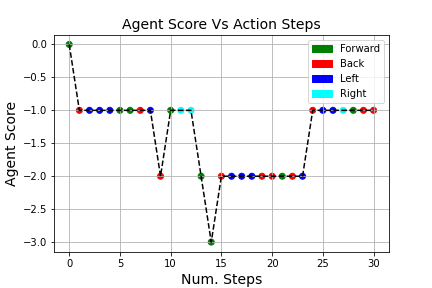 Agent Score Vs Action Steps
0.0
−0.5
−1.0
−1.5
−2.0
−2.5
−3.0
Agent Score
Forward
Back
Left
Right
0 5 10 15 20 25 30
Num. Steps